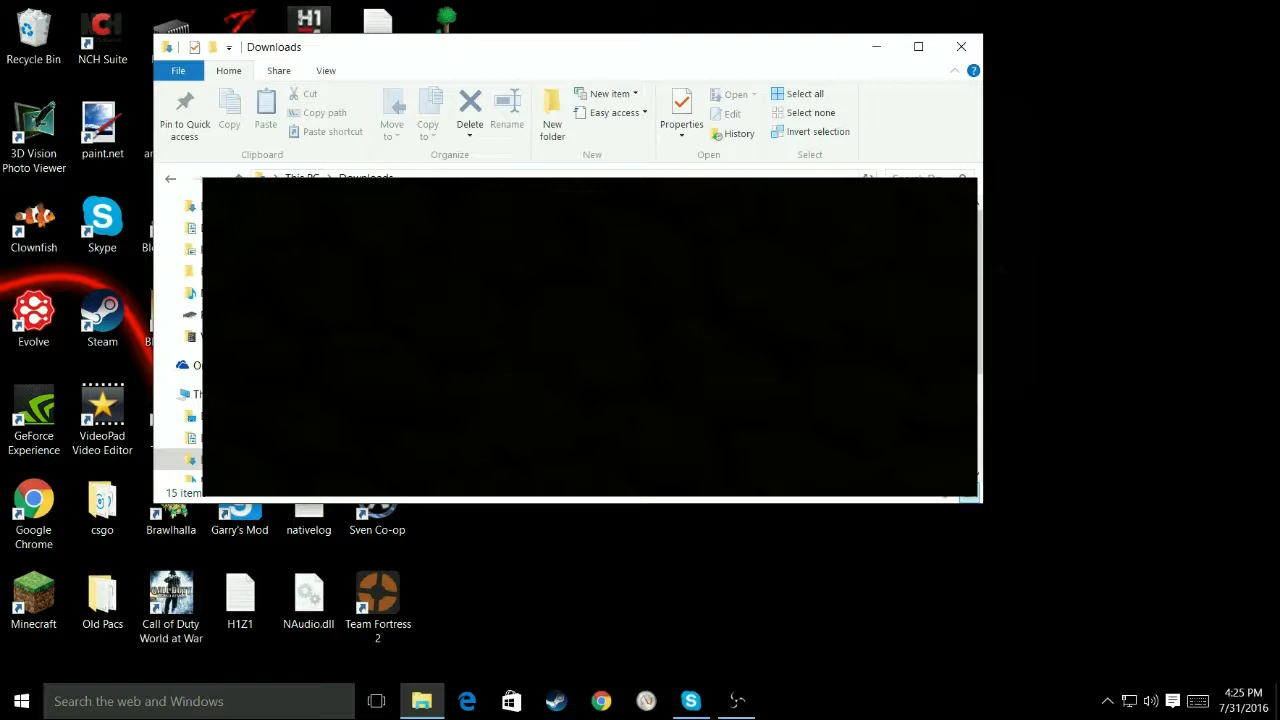 Downloads
File
Home
Share
View
Pin to Quick access
Copy
Paste
Cut
Copy path
Paste shortcut
Clipboard
Move to
Copy to
Delete
Rename
Organize
New folder
New item
Easy access
New
Properties
Open
Edit
History
Open
Select all
Select none
Invert selection
Select
This PC > Downloads
15 item
Recycle Bin
NCH Suite
H1
3D Vision Photo Viewer
paint.net
Clownfish
Skype
Evolve
Steam
GeForce Experience
VideoPad Video Editor
Google Chrome
csgo
Brawlhalla
Garry's Mod
nativelog
Sven Co-op
Minecraft
Old Pacs
Call of Duty World at War
H1Z1
NAudio.dll
Team Fortress 2
Search the web and Windows
4:25 PM
7/31/2016